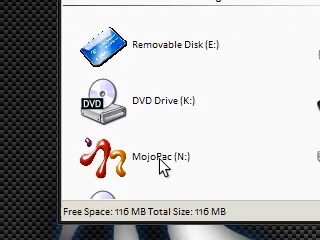 Removable Disk (E:)
DVD
DVD Drive (K:)
MojoPac (N:)
Free Space: 116 MB Total Size: 116 MB